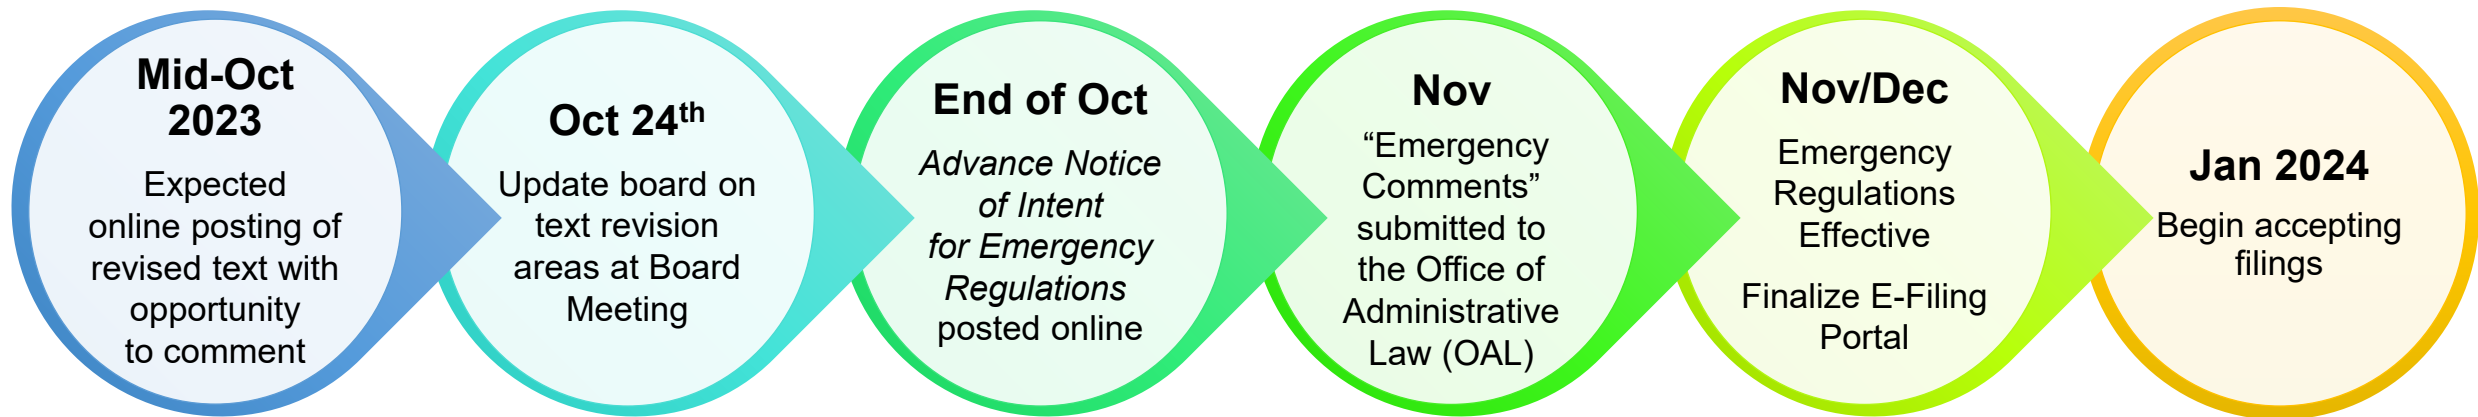 Mid-Oct
2023
Expected
online posting of
revised text with
opportunity
to comment
Oct 24th
Update board on
text revision
areas at Board
Meeting
End of Oct
Advance Notice
of Intent
for Emergency
Regulations
posted online
Nov
“Emergency
Comments”
submitted to
the Office of
Administrative
Law (OAL)
Nov/Dec
Emergency
Regulations
Effective
Finalize E-Filing
Portal
Jan 2024
Begin accepting
filings